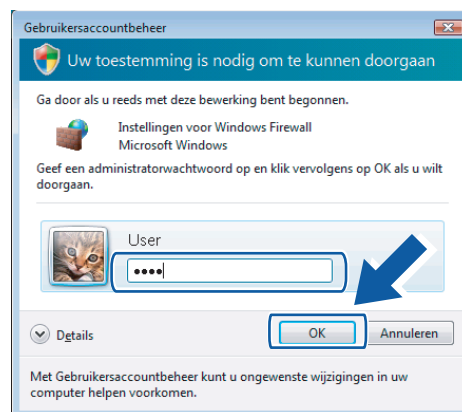 Gebruikersaccountbeheer
Uw toestemming is nodig om te kunnen doorgaan
Ga door als u reeds met deze bewerking bent begonnen.
Instellingen voor Windows Firewall
Microsoft Windows
Geef een administratorwachtwoord op en klik vervolgens op OK als u wilt
doorgaan.
User
••••
OK
Annuleren
Details
Met Gebruikersaccountbeheer kunt u ongewenste wijzigingen in uw
computer helpen voorkomen.